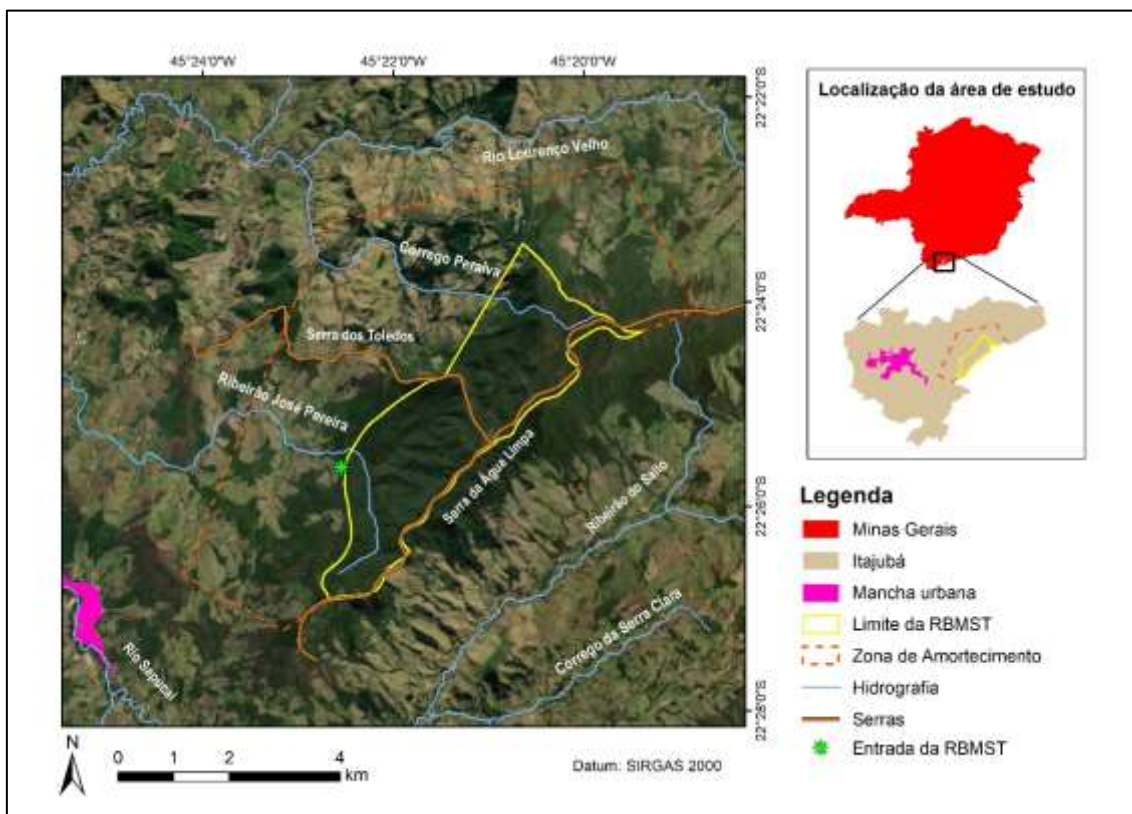 45°24'0"W
45°22'0"W
45°20'0"W
22°22'0"S
22°24'0"S
22°26'0"S
22°28'0"S
Rio Lourenço Velho
Corrego Peraiva
Serra dos Toledos
Ribeirão José Pereira
Serra da Água Limpa
Ribeirão do Salto
Corrego da Serra Clara
Rio Sapucaí
N
0 1 2 4
km
Datum: SIRGAS 2000
Localização da área de estudo
Legenda
Minas Gerais
Itajubá
Mancha urbana
Limite da RBMST
Zona de Amortecimento
Hidrografia
Serras
Entrada da RBMST